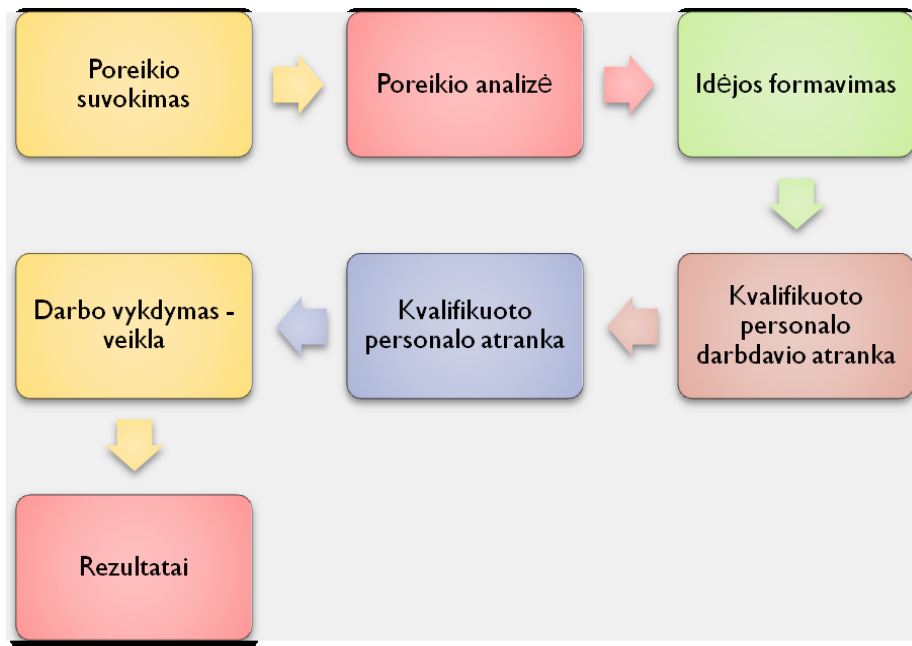 Poreikio
suvokimas
Poreikio analizė
Idėjos formavimas
Kvalifikuoto
personalo
darbdavio atranka
Kvalifikuoto
personalo atranka
Darbo vykdymas -
veikla
Rezultatai